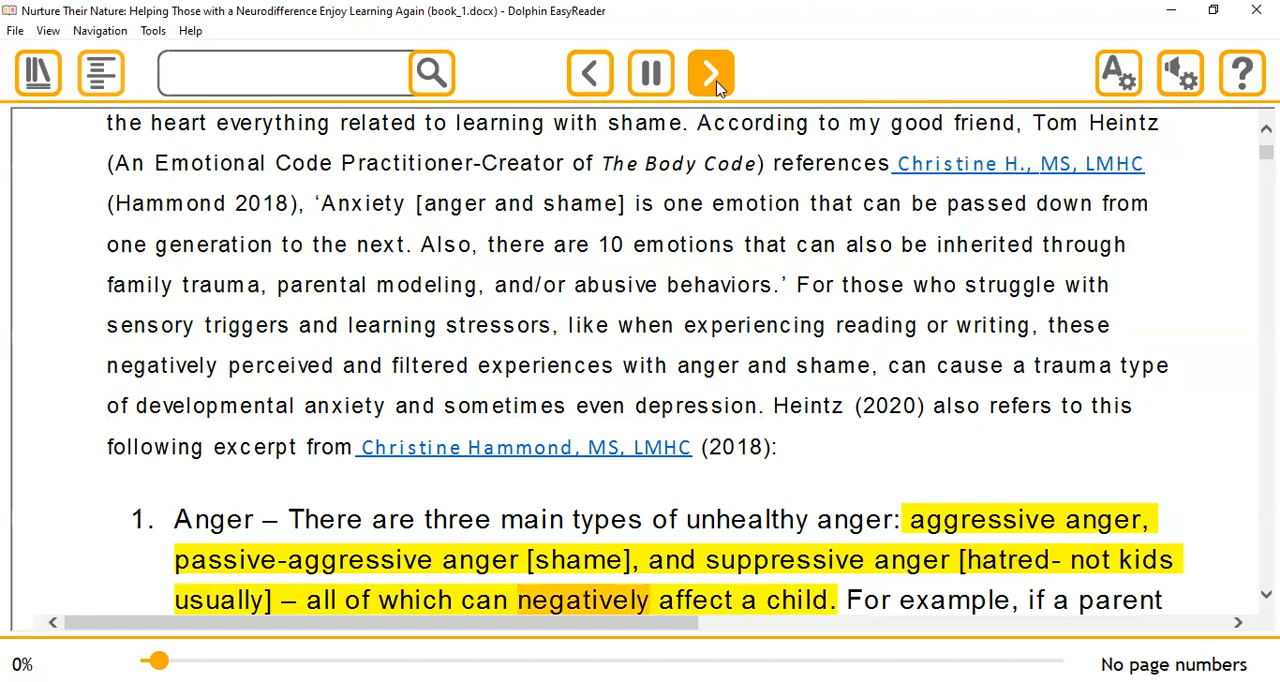 Nurture Their Nature: Helping Those with a Neurodifference Enjoy Learning Again (book_1.docx) - Dolphin EasyReader
File View Navigation Tools Help
the heart everything related to learning with shame. According to my good friend, Tom Heintz
(An Emotional Code Practitioner-Creator of The Body Code) references Christine H., MS, LMHC
(Hammond 2018), ‘Anxiety [anger and shame] is one emotion that can be passed down from
one generation to the next. Also, there are 10 emotions that can also be inherited through
family trauma, parental modeling, and/or abusive behaviors.’ For those who struggle with
sensory triggers and learning stressors, like when experiencing reading or writing, these
negatively perceived and filtered experiences with anger and shame, can cause a trauma type
of developmental anxiety and sometimes even depression. Heintz (2020) also refers to this
following excerpt from Christine Hammond, MS, LMHC (2018):
1. Anger – There are three main types of unhealthy anger: aggressive anger,
passive-aggressive anger [shame], and suppressive anger [hatred- not kids
usually] – all of which can negatively affect a child. For example, if a parent
0%
No page numbers